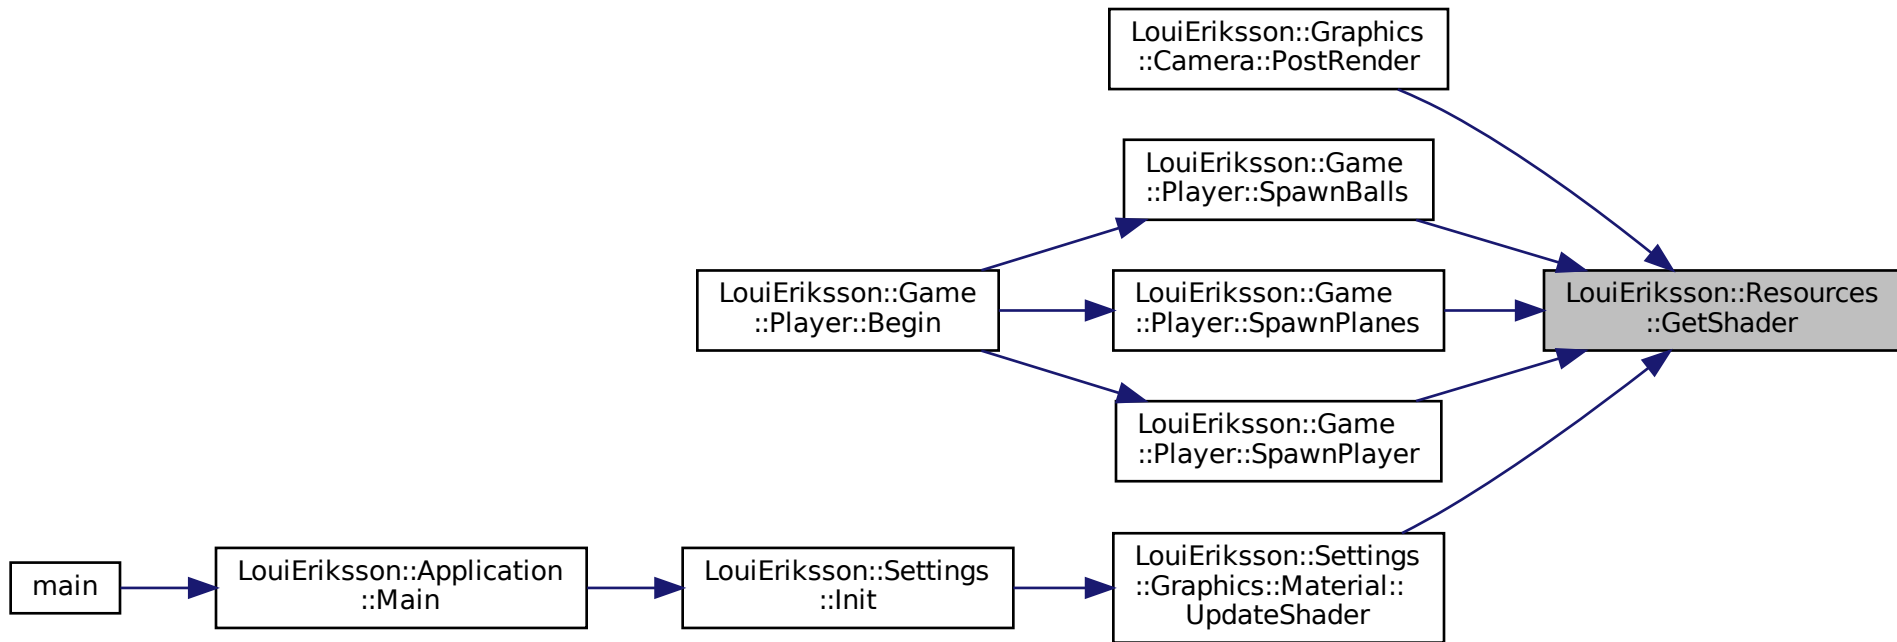 LouiEriksson::Graphics
::Camera::PostRender
LouiEriksson::Game
::Player::SpawnBalls
LouiEriksson::Game
::Player::Begin
LouiEriksson::Game
::Player::SpawnPlanes
LouiEriksson::Resources
::GetShader
LouiEriksson::Game
::Player::SpawnPlayer
main
LouiEriksson::Application
::Main
LouiEriksson::Settings
::Init
LouiEriksson::Settings
::Graphics::Material::
UpdateShader